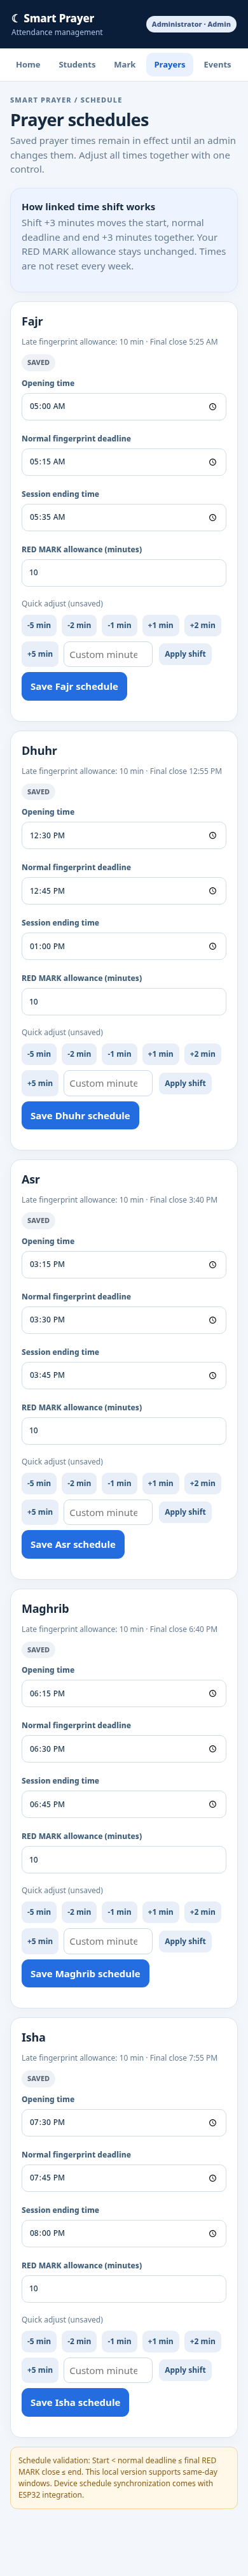 ☾ Smart Prayer
Attendance management
Administrator · Admin
Home
Students
Mark
Prayers
Events
SMART PRAYER / SCHEDULE
Prayer schedules
Saved prayer times remain in effect until an admin
changes them. Adjust all times together with one
control.
How linked time shift works
Shift +3 minutes moves the start, normal
deadline and end +3 minutes together. Your
RED MARK allowance stays unchanged. Times
are not reset every week.
Fajr
Late fingerprint allowance: 10 min · Final close 5:25 AM
SAVED
Opening time
05:00 AM
Normal fingerprint deadline
05:15 AM
Session ending time
05:35 AM
RED MARK allowance (minutes)
10
Quick adjust (unsaved)
-5 min -2 min -1 min +1 min +2 min
+5 min Custom minute Apply shift
Save Fajr schedule
Dhuhr
Late fingerprint allowance: 10 min · Final close 12:55 PM
SAVED
Opening time
12:30 PM
Normal fingerprint deadline
12:45 PM
Session ending time
01:00 PM
RED MARK allowance (minutes)
10
Quick adjust (unsaved)
-5 min -2 min -1 min +1 min +2 min
+5 min Custom minute Apply shift
Save Dhuhr schedule
Asr
Late fingerprint allowance: 10 min · Final close 3:40 PM
SAVED
Opening time
03:15 PM
Normal fingerprint deadline
03:30 PM
Session ending time
03:45 PM
RED MARK allowance (minutes)
10
Quick adjust (unsaved)
-5 min -2 min -1 min +1 min +2 min
+5 min Custom minute Apply shift
Save Asr schedule
Maghrib
Late fingerprint allowance: 10 min · Final close 6:40 PM
SAVED
Opening time
06:15 PM
Normal fingerprint deadline
06:30 PM
Session ending time
06:45 PM
RED MARK allowance (minutes)
10
Quick adjust (unsaved)
-5 min -2 min -1 min +1 min +2 min
+5 min Custom minute Apply shift
Save Maghrib schedule
Isha
Late fingerprint allowance: 10 min · Final close 7:55 PM
SAVED
Opening time
07:30 PM
Normal fingerprint deadline
07:45 PM
Session ending time
08:00 PM
RED MARK allowance (minutes)
10
Quick adjust (unsaved)
-5 min -2 min -1 min +1 min +2 min
+5 min Custom minute Apply shift
Save Isha schedule
Schedule validation: Start < normal deadline ≤ final RED
MARK close ≤ end. This local version supports same-day
windows. Device schedule synchronization comes with
ESP32 integration.